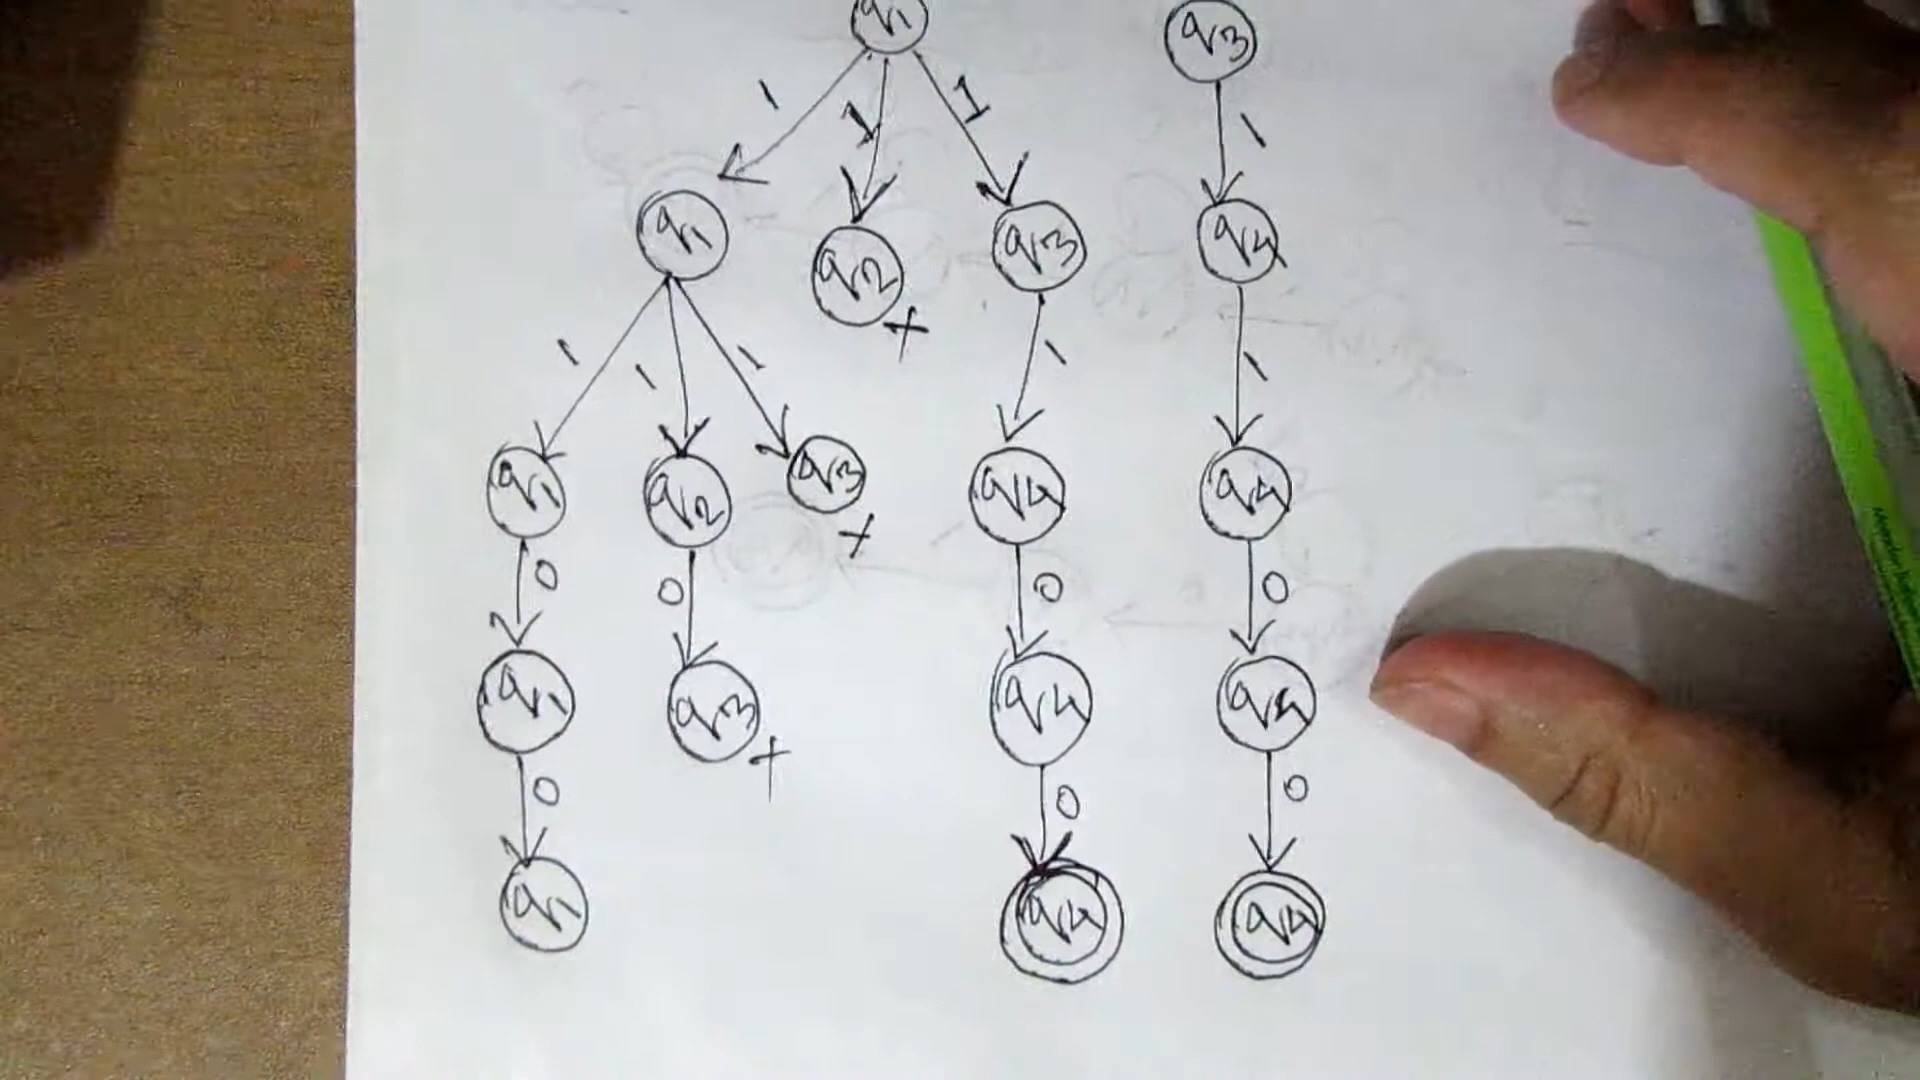 q1 q3
1 1 1 1
q1 q2 q3 q4
x
1 1 1 1 1
q1 q2 q3 q4 q4
x
0 0 0 0
q1 q3 q4 q4
x
0 0 0
q1 q4 q4